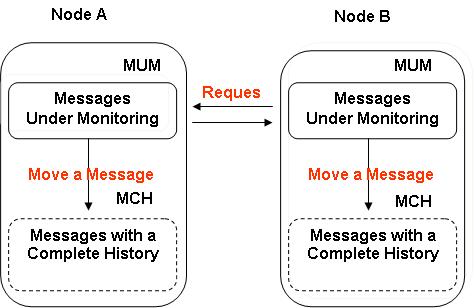 Node A
Node B
MUM
Messages
Under Monitoring
Move a Message
MCH
Messages with a
Complete History
Reques
MUM
Messages
Under Monitoring
Move a Message
MCH
Messages with a
Complete History